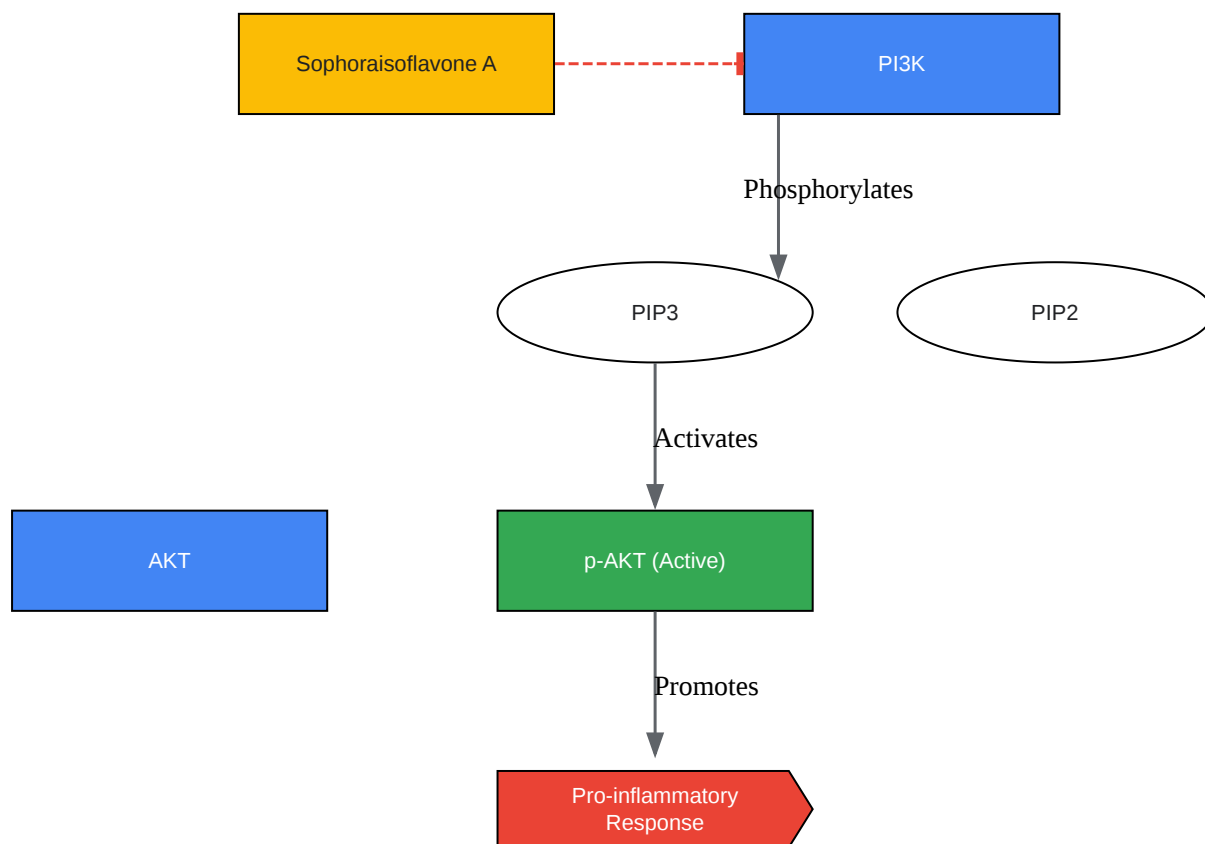 Sophoraisoflavone A
PI3K
Phosphorylates
PIP3
PIP2
Activates
AKT
p-AKT (Active)
Promotes
Pro-inflammatory
Response